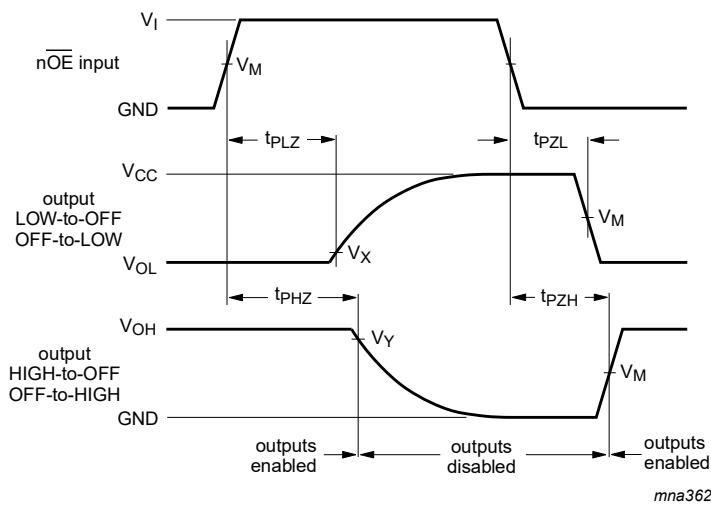 V_I
nOE input
V_M
GND
t_PLZ
t_PZL
V_CC
output
LOW-to-OFF
OFF-to-LOW
V_M
V_X
V_OL
t_PHZ
t_PZH
V_OH
V_Y
output
HIGH-to-OFF
OFF-to-HIGH
V_M
GND
outputs
enabled
outputs
disabled
outputs
enabled
mna362